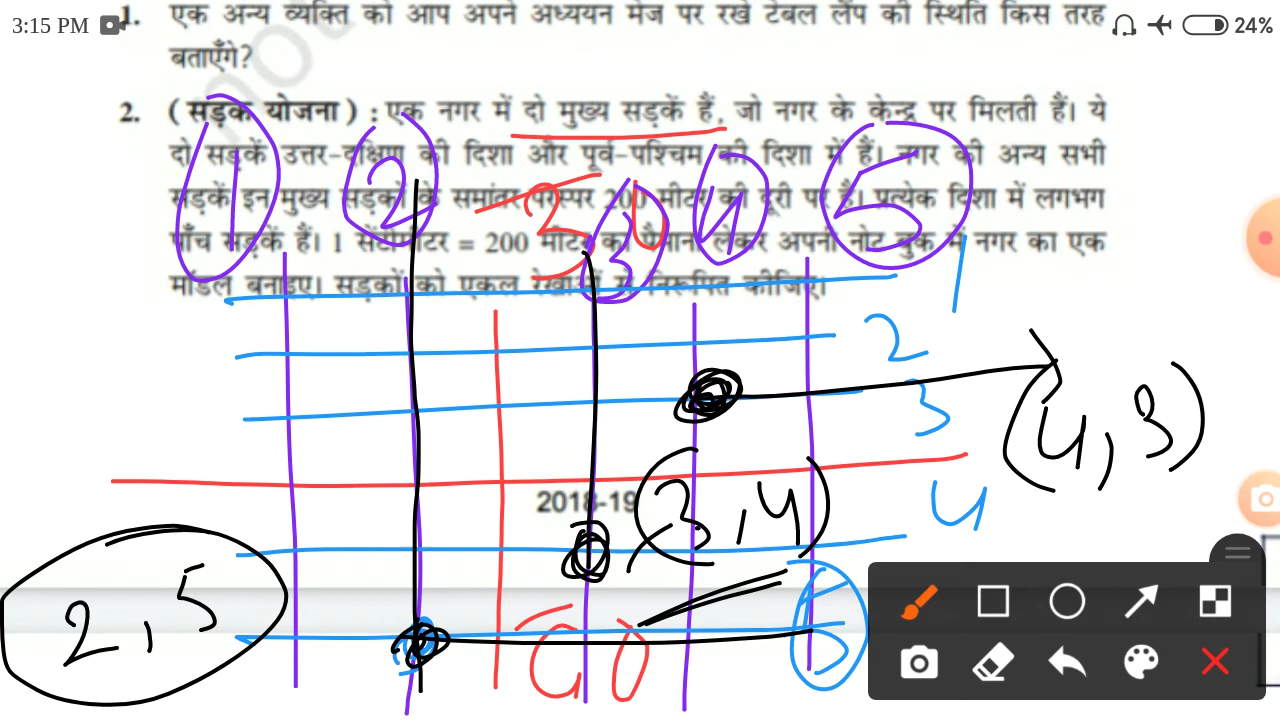 3:15 PM 24%
1. एक अन्य व्यक्ति को आप अपने अध्ययन मेज पर रखे टेबल लैंप की स्थिति किस तरह
बताएँगे?
2. (सड़क योजना) : एक नगर में दो मुख्य सड़कें हैं, जो नगर के केन्द्र पर मिलती हैं। ये
दो सड़कें उत्तर-दक्षिण की दिशा और पूर्व-पश्चिम की दिशा में हैं। नगर की अन्य सभी
सड़कें इन मुख्य सड़कों के समांतर परस्पर 200 मीटर की दूरी पर हैं। प्रत्येक दिशा में लगभग
पाँच सड़कें हैं। 1 सेंटीमीटर = 200 मीटर का पैमाना लेकर अपनी नोट बुक में नगर का एक
मॉडल बनाइए। सड़कों को एकल रेखाओं से निरूपित कीजिए।
1 2 3 4 5
1
2
3
(4,3)
2018-19
(3,4)
4
2,5
5